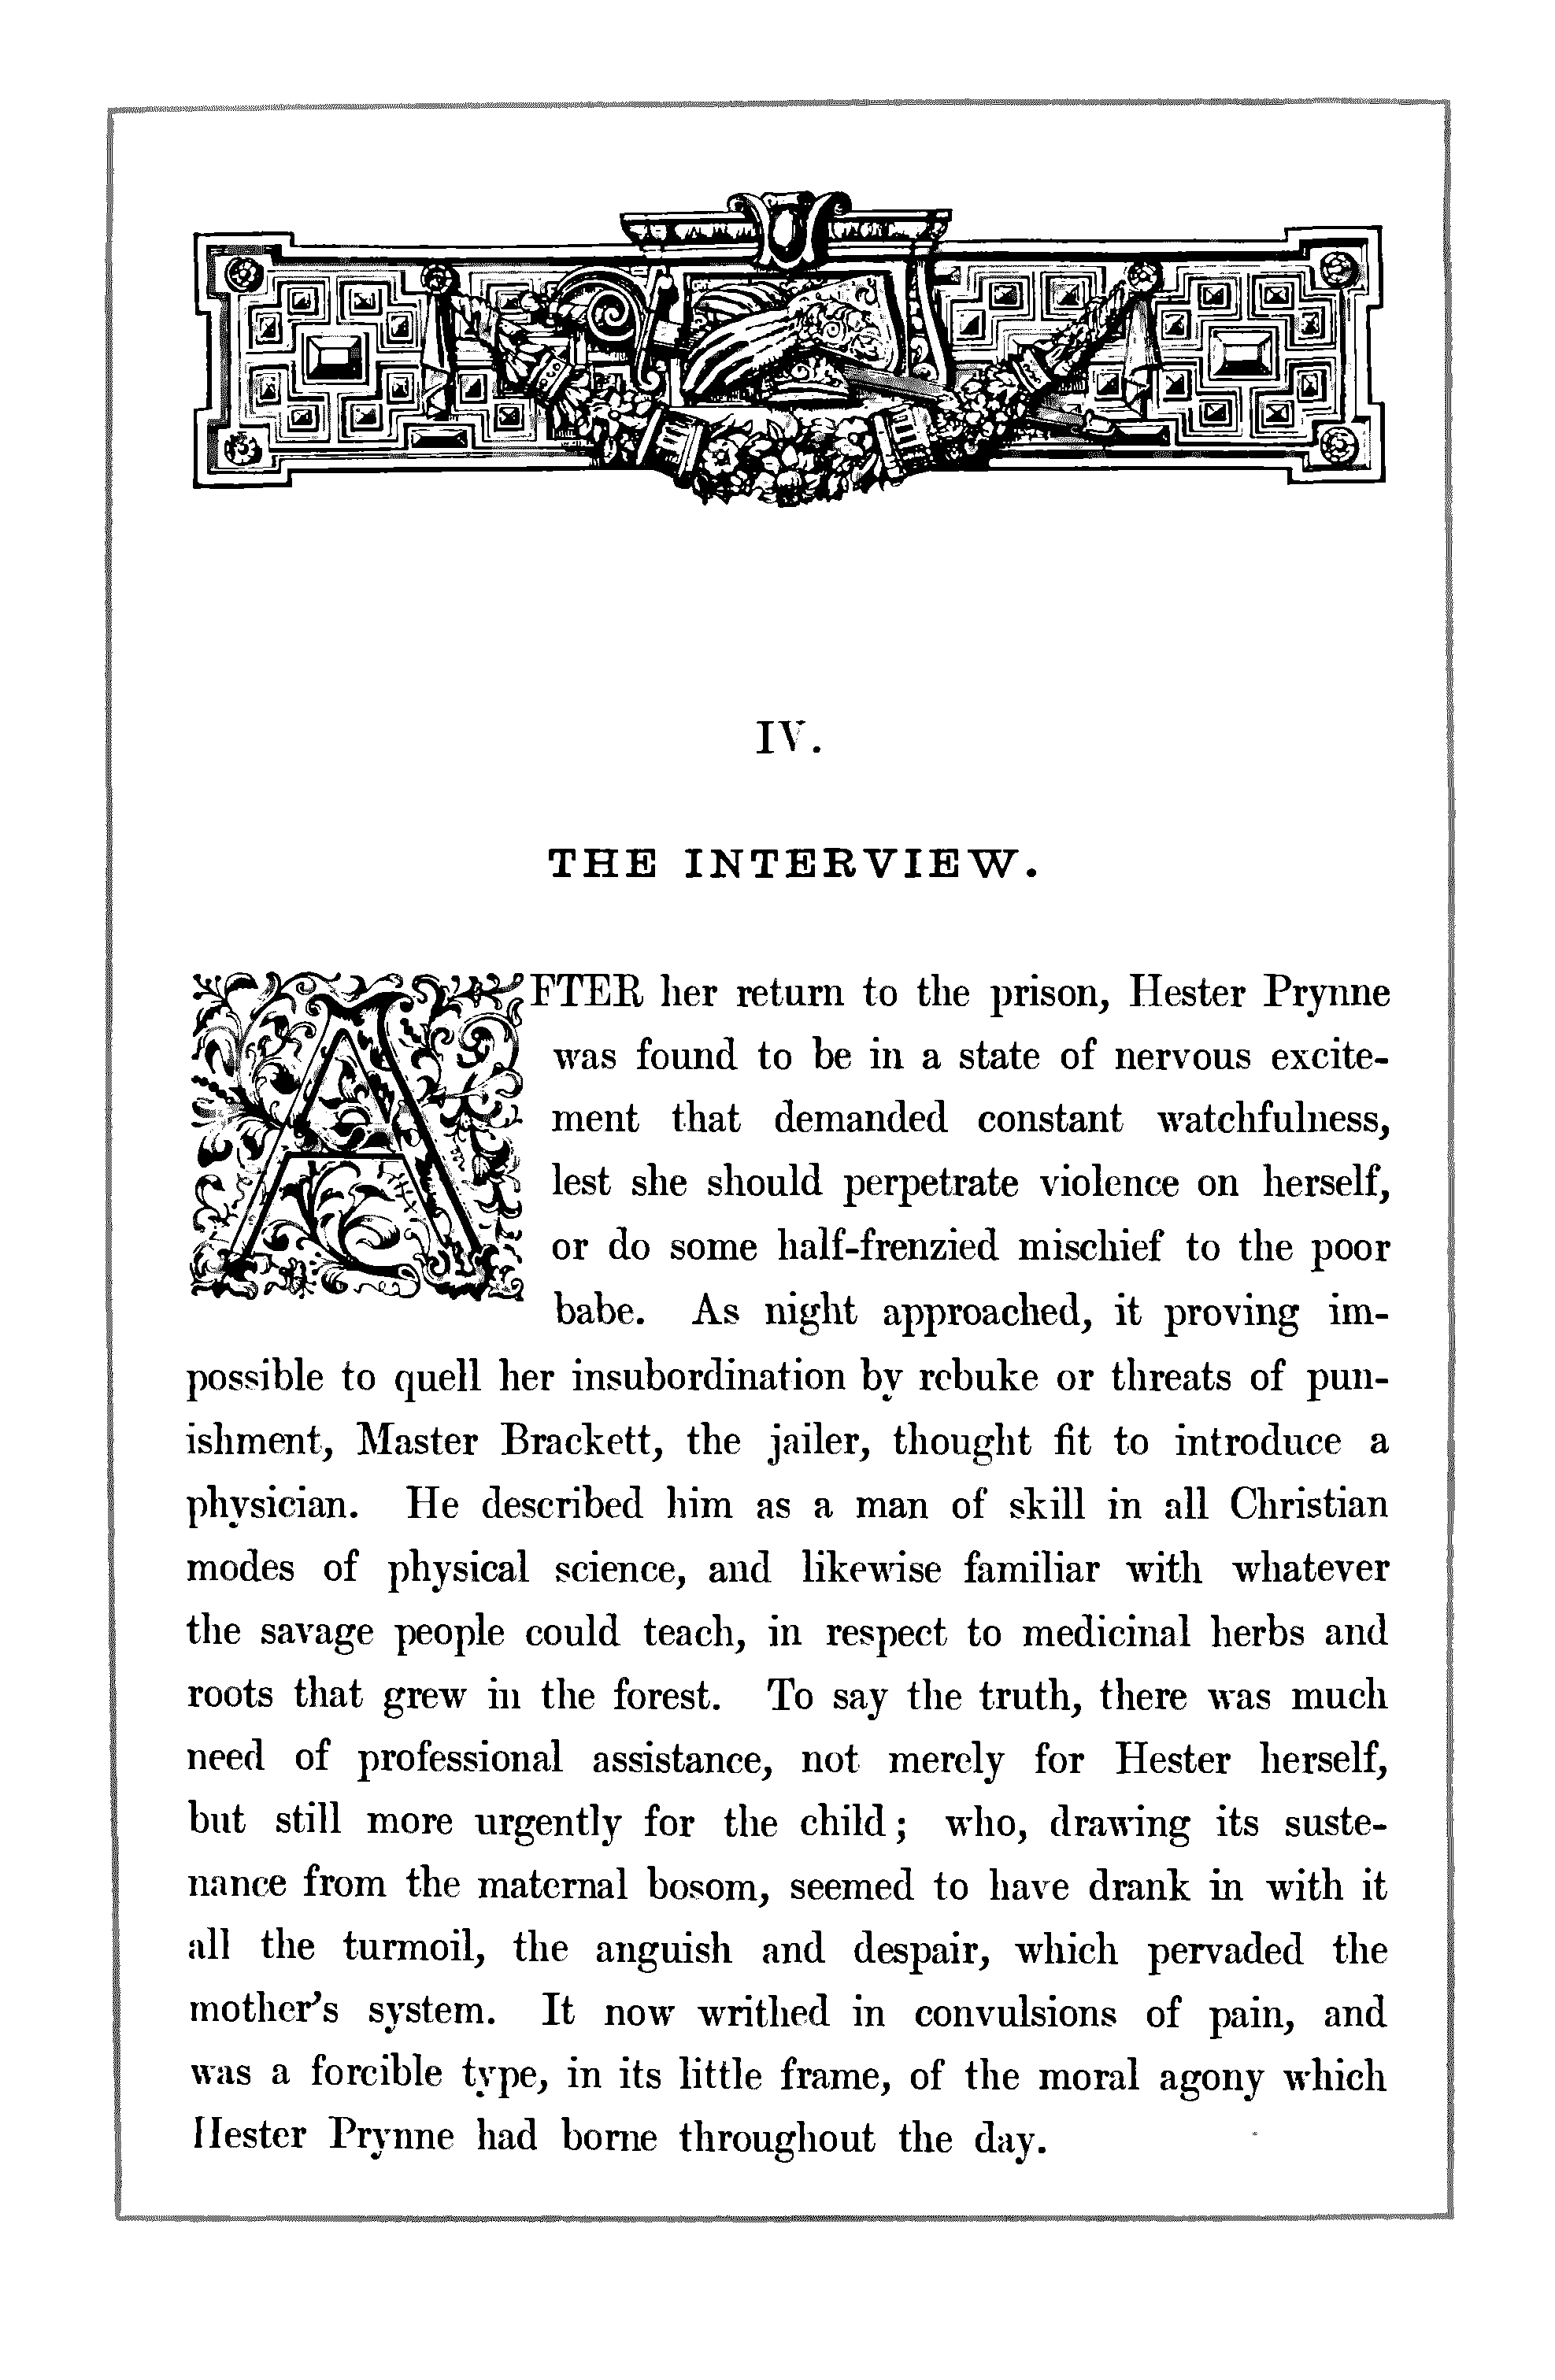 IV.
THE INTERVIEW.
AFTER her return to the prison, Hester Prynne
was found to be in a state of nervous excite-
ment that demanded constant watchfulness,
lest she should perpetrate violence on herself,
or do some half-frenzied mischief to the poor
babe. As night approached, it proving im-
possible to quell her insubordination by rebuke or threats of pun-
ishment, Master Brackett, the jailer, thought fit to introduce a
physician. He described him as a man of skill in all Christian
modes of physical science, and likewise familiar with whatever
the savage people could teach, in respect to medicinal herbs and
roots that grew in the forest. To say the truth, there was much
need of professional assistance, not merely for Hester herself,
but still more urgently for the child; who, drawing its suste-
nance from the maternal bosom, seemed to have drank in with it
all the turmoil, the anguish and despair, which pervaded the
mother's system. It now writhed in convulsions of pain, and
was a forcible type, in its little frame, of the moral agony which
Hester Prynne had borne throughout the day.